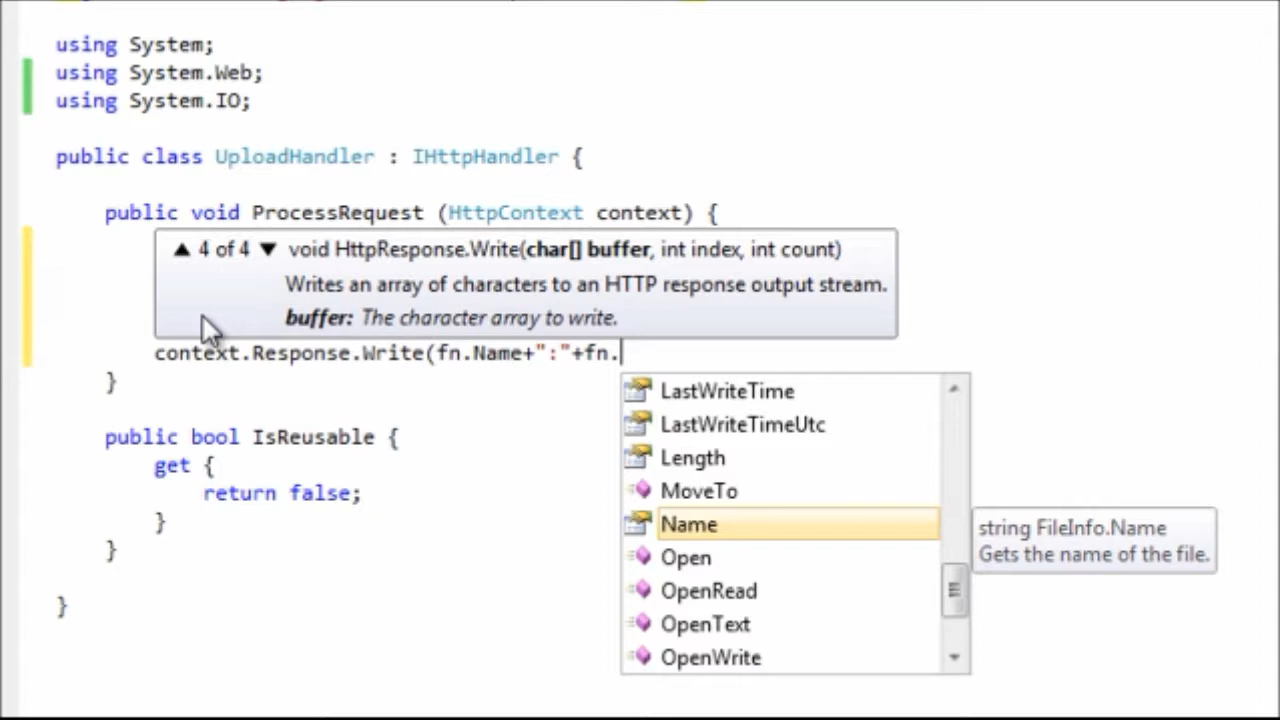 using System;
using System.Web;
using System.IO;
public class UploadHandler : IHttpHandler {
public void ProcessRequest (HttpContext context) {
▲ 4 of 4 ▼ void HttpResponse.Write(char[] buffer, int index, int count)
Writes an array of characters to an HTTP response output stream.
buffer: The character array to write.
context.Response.Write(fn.Name+":"+fn.
}
LastWriteTime
LastWriteTimeUtc
Length
MoveTo
Name
Open
OpenRead
OpenText
OpenWrite
string FileInfo.Name
Gets the name of the file.
public bool IsReusable {
get {
return false;
}
}
}